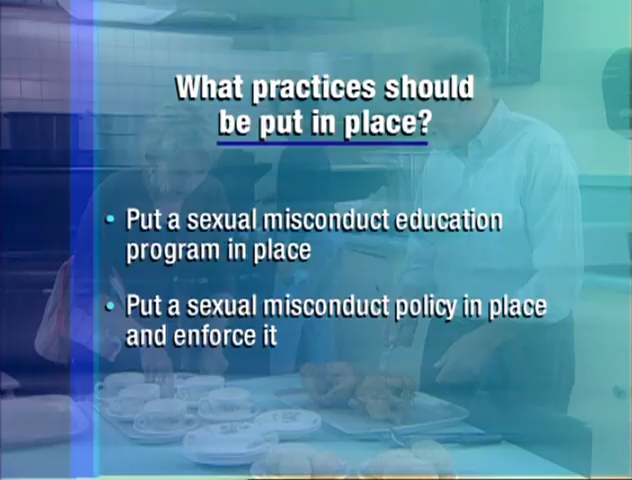 What practices should
be put in place?
• Put a sexual misconduct education
program in place
• Put a sexual misconduct policy in place
and enforce it